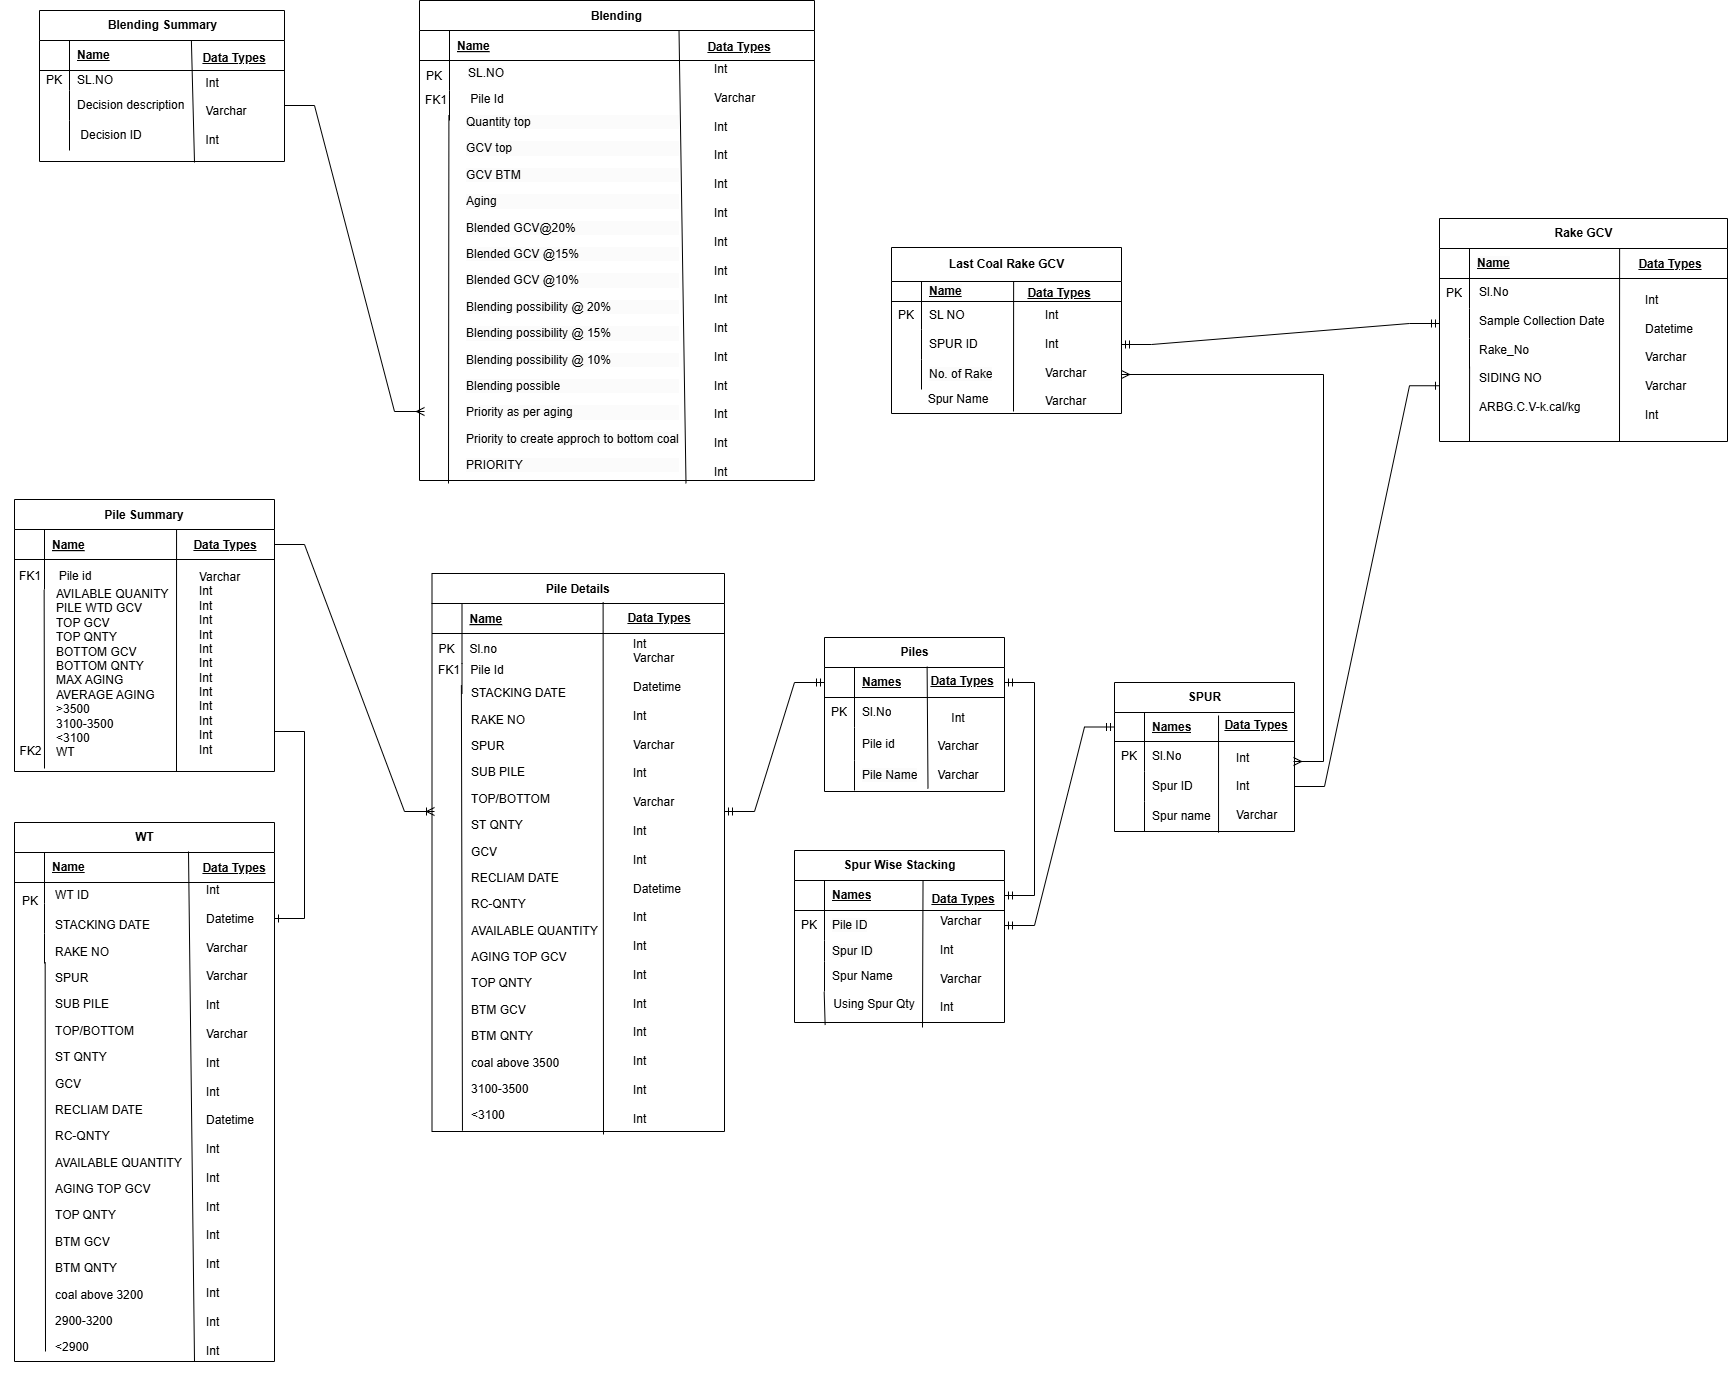 Blending Summary
Name Data Types
PK SL.NO Int
Decision description Varchar
Decision ID Int
Blending
Name Data Types
PK SL.NO Int
FK1 Pile Id Varchar
Quantity top Int
GCV top Int
GCV BTM Int
Aging Int
Blended GCV@20% Int
Blended GCV @15% Int
Blended GCV @10% Int
Blending possibility @ 20% Int
Blending possibility @ 15% Int
Blending possibility @ 10% Int
Blending possible Int
Priority as per aging Int
Priority to create approch to bottom coal Int
PRIORITY Int
Last Coal Rake GCV
Name Data Types
PK SL NO Int
SPUR ID Int
No. of Rake Varchar
Spur Name Varchar
Rake GCV
Name Data Types
PK Sl.No Int
Sample Collection Date Datetime
Rake_No Varchar
SIDING NO Varchar
ARBG.C.V-k.cal/kg Int
Pile Summary
Name Data Types
FK1 Pile id Varchar
AVILABLE QUANITY Int
PILE WTD GCV Int
TOP GCV Int
TOP QNTY Int
BOTTOM GCV Int
BOTTOM QNTY Int
MAX AGING Int
AVERAGE AGING Int
>3500 Int
3100-3500 Int
<3100 Int
FK2 WT Int
Pile Details
Name Data Types
PK Sl.no Int
FK1 Pile Id Varchar
STACKING DATE Datetime
RAKE NO Int
SPUR Varchar
SUB PILE Int
TOP/BOTTOM Varchar
ST QNTY Int
GCV Int
RECLIAM DATE Datetime
RC-QNTY Int
AVAILABLE QUANTITY Int
AGING TOP GCV Int
TOP QNTY Int
BTM GCV Int
BTM QNTY Int
coal above 3500 Int
3100-3500 Int
<3100 Int
Piles
Names Data Types
PK Sl.No Int
Pile id Varchar
Pile Name Varchar
SPUR
Names Data Types
PK Sl.No Int
Spur ID Int
Spur name Varchar
WT
Name Data Types
PK WT ID Int
STACKING DATE Datetime
RAKE NO Varchar
SPUR Varchar
SUB PILE Int
TOP/BOTTOM Varchar
ST QNTY Int
GCV Int
RECLIAM DATE Datetime
RC-QNTY Int
AVAILABLE QUANTITY Int
AGING TOP GCV Int
TOP QNTY Int
BTM GCV Int
BTM QNTY Int
coal above 3200 Int
2900-3200 Int
<2900 Int
Spur Wise Stacking
Names Data Types
PK Pile ID Varchar
Spur ID Int
Spur Name Varchar
Using Spur Qty Int